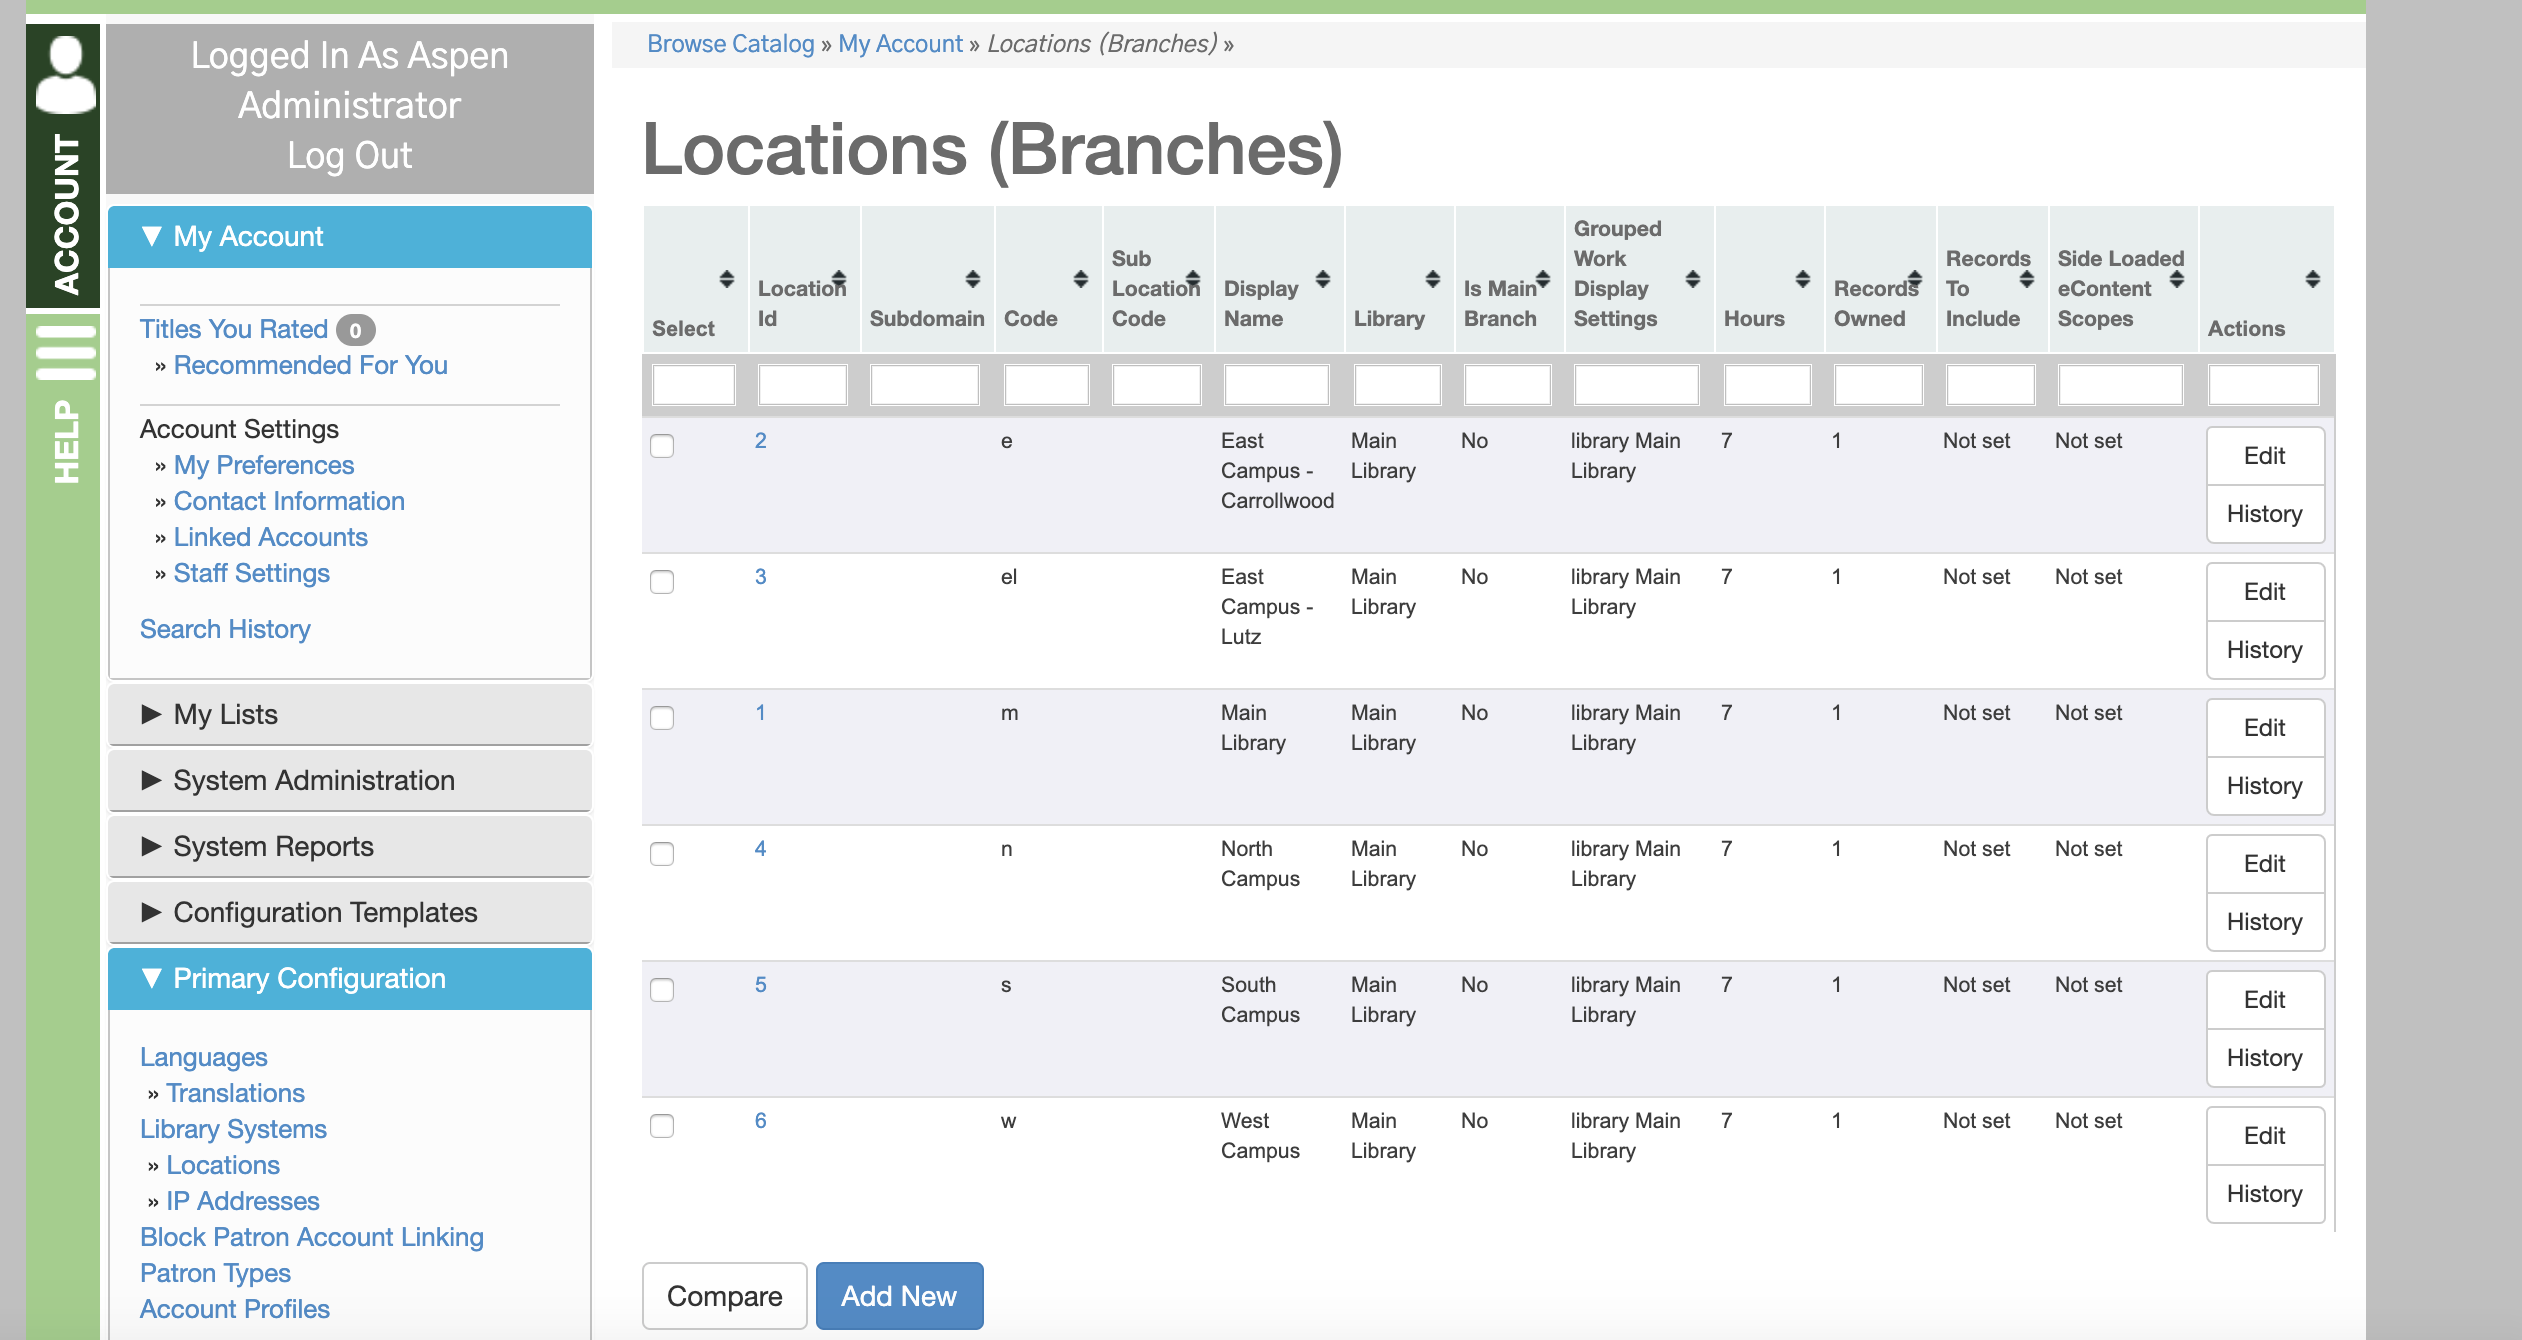 Logged In As Aspen
Administrator
Log Out
ACCOUNT
HELP
▼ My Account
Titles You Rated 0
» Recommended For You
Account Settings
» My Preferences
» Contact Information
» Linked Accounts
» Staff Settings
Search History
► My Lists
► System Administration
► System Reports
► Configuration Templates
▼ Primary Configuration
Languages
» Translations
Library Systems
» Locations
» IP Addresses
Block Patron Account Linking
Patron Types
Account Profiles
Browse Catalog » My Account » Locations (Branches) »
Locations (Branches)
Select
Location
Id
Subdomain
Code
Sub
Location
Code
Display
Name
Library
Is Main
Branch
Grouped
Work
Display
Settings
Hours
Records
Owned
Records
To
Include
Side Loaded
eContent
Scopes
Actions
2 e East Main No library Main 7 1 Not set Not set Edit
Campus - Library Library
Carrollwood History
3 el East Main No library Main 7 1 Not set Not set Edit
Campus - Library Library
Lutz History
1 m Main Main No library Main 7 1 Not set Not set Edit
Library Library Library
History
4 n North Main No library Main 7 1 Not set Not set Edit
Campus Library Library
History
5 s South Main No library Main 7 1 Not set Not set Edit
Campus Library Library
History
6 w West Main No library Main 7 1 Not set Not set Edit
Campus Library Library
History
Compare Add New